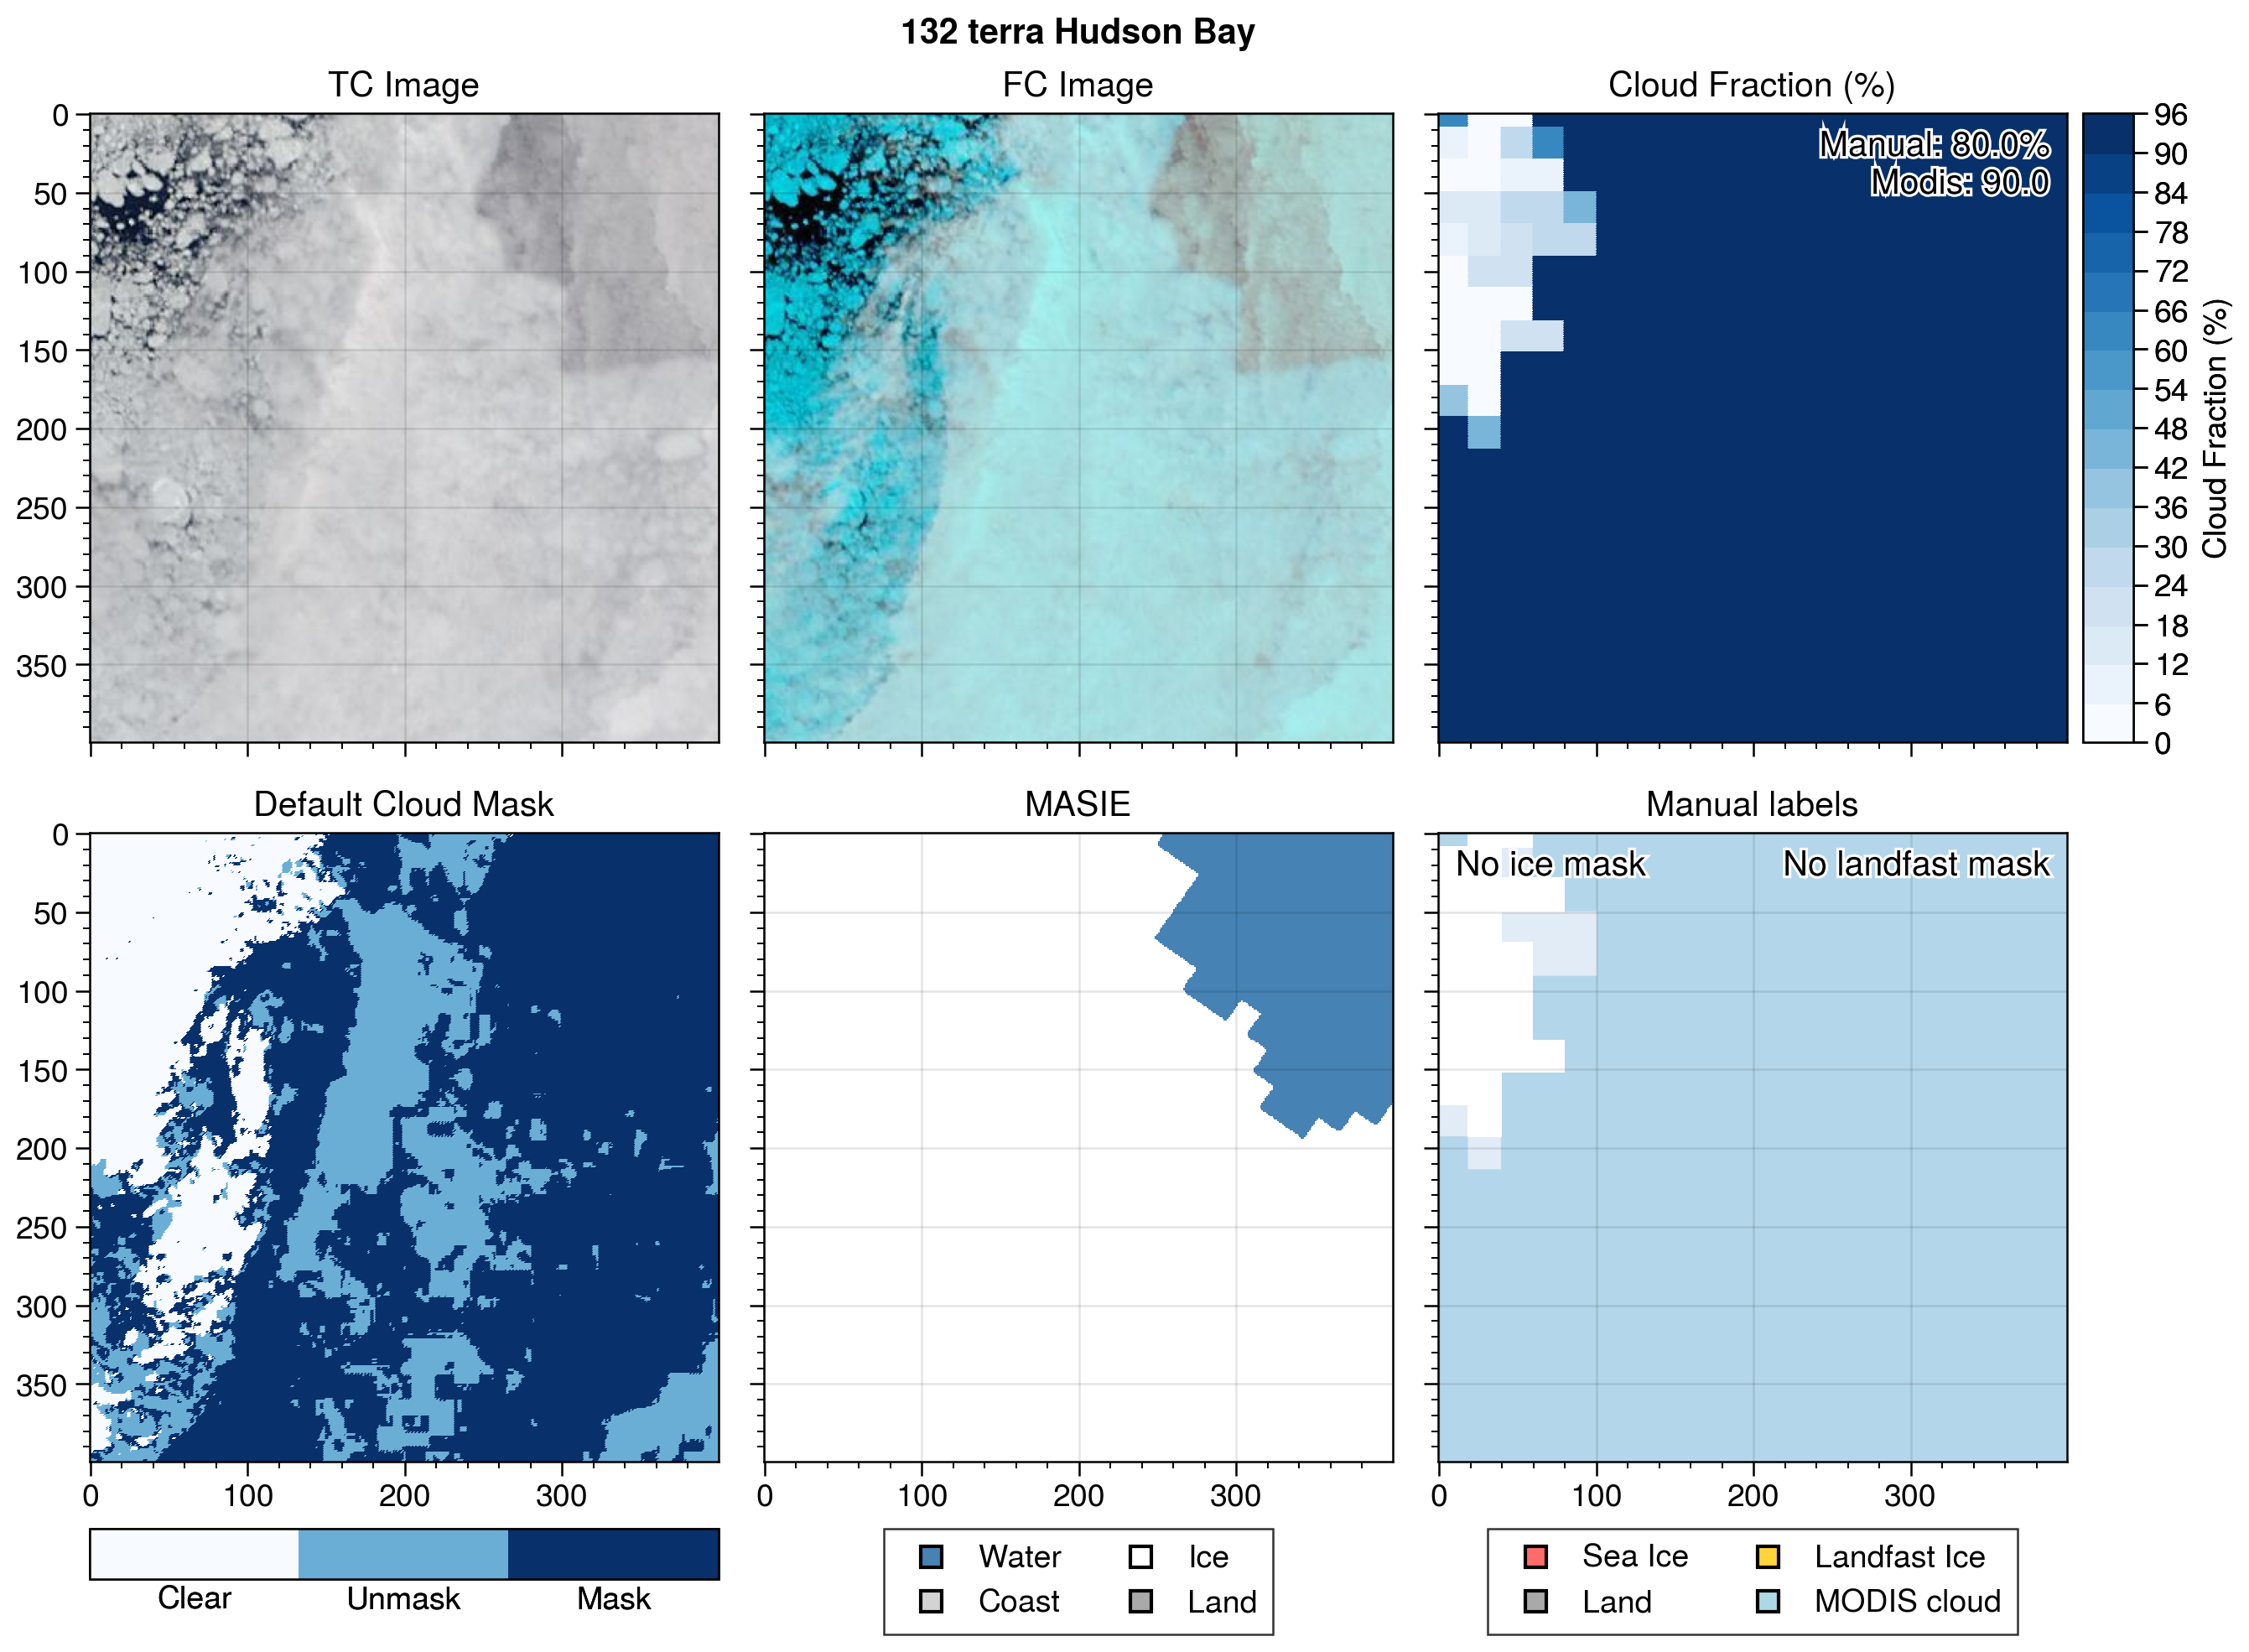 132 terra Hudson Bay
TC Image
FC Image
Cloud Fraction (%)
0
50
100
150
200
250
300
350
Manual: 80.0%
Modis: 90.0
96
90
84
78
72
66
60
54
48
42
36
30
24
18
12
6
0
Cloud Fraction (%)
Default Cloud Mask
MASIE
Manual labels
0
50
100
150
200
250
300
350
No ice mask
No landfast mask
0 100 200 300
0 100 200 300
0 100 200 300
Clear Unmask Mask
Water Ice
Coast Land
Sea Ice Landfast Ice
Land MODIS cloud